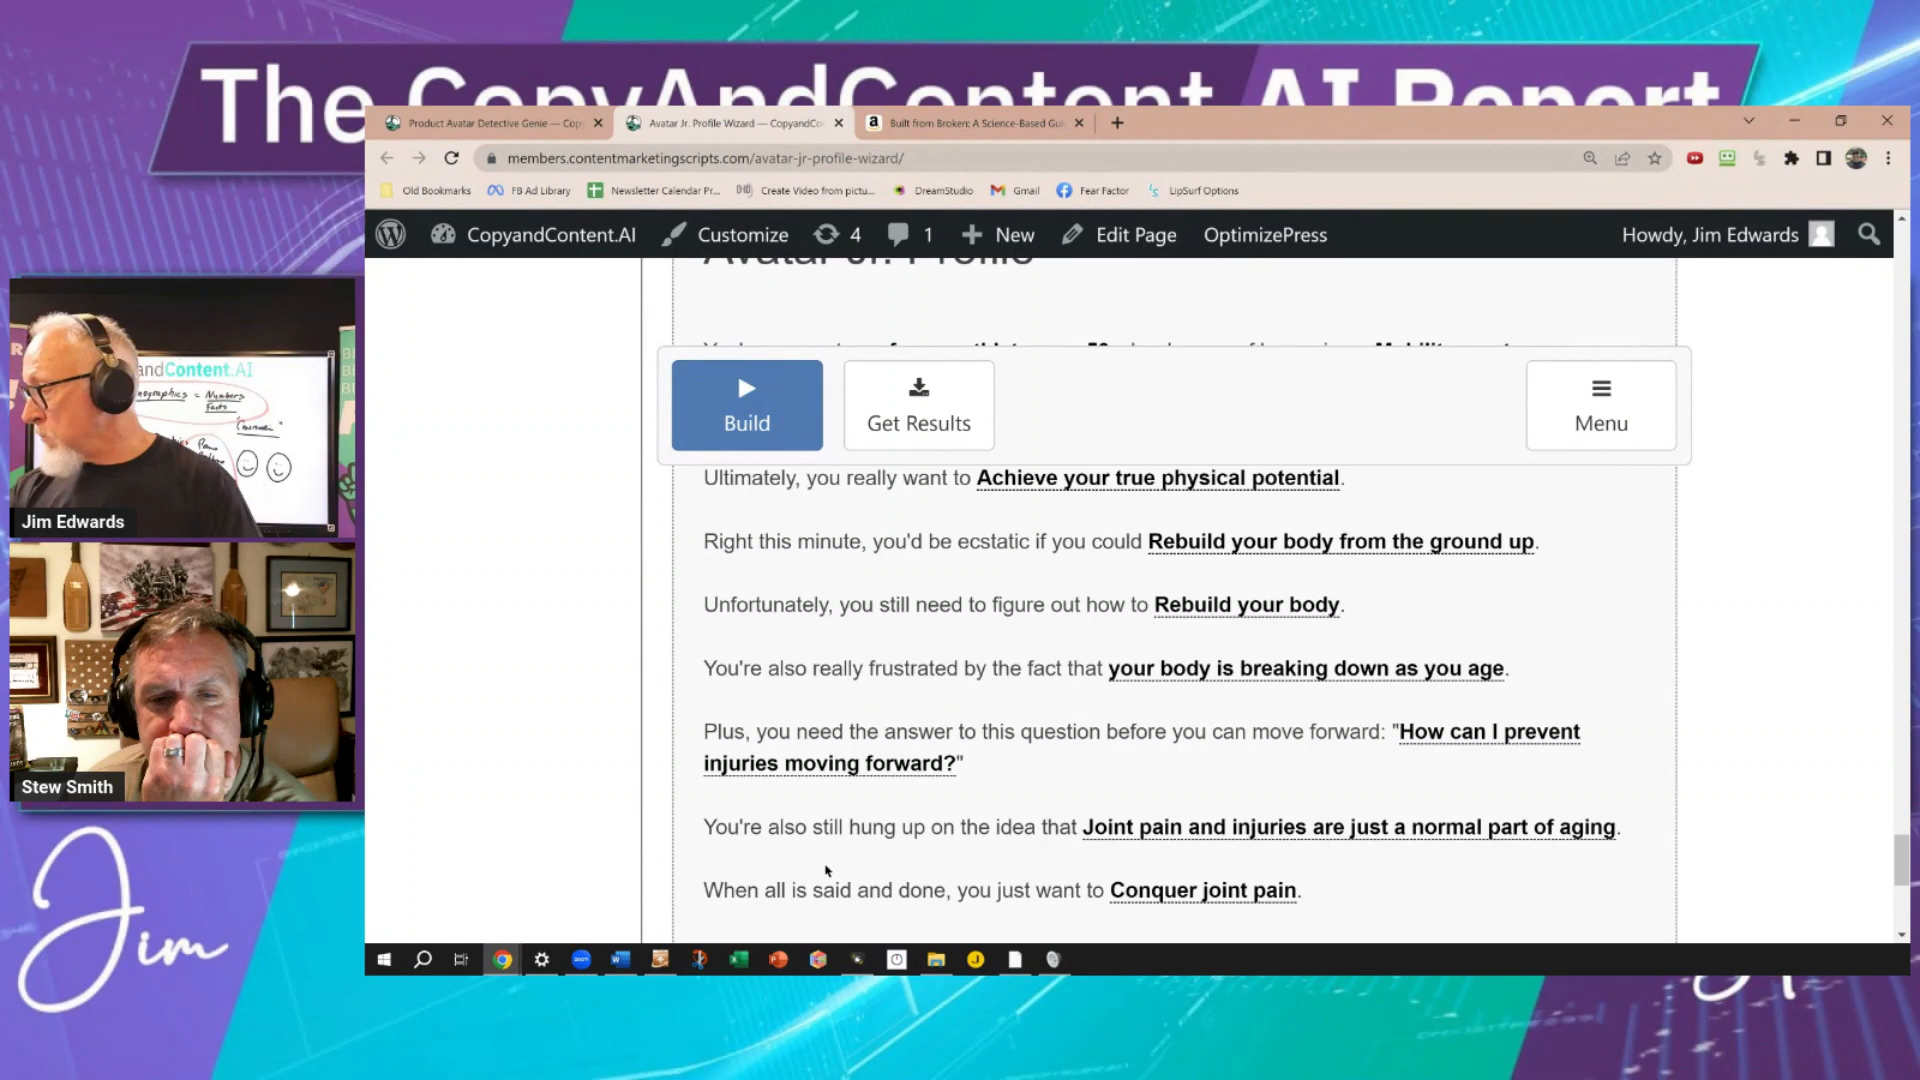 The CopyAndContent AI Report
Product Avatar Detective Genie — Cop
Avatar Jr. Profile Wizard — CopyandCo
Built from Broken: A Science-Based Gui
members.contentmarketingscripts.com/avatar-jr-profile-wizard/
Old Bookmarks
FB Ad Library
Newsletter Calendar Pr...
Create Video from pictu...
DreamStudio
Gmail
Fear Factor
LipSurf Options
CopyandContent.AI
Customize
4
1
New
Edit Page
OptimizePress
Howdy, Jim Edwards
Avatar Jr. Profile
Build
Get Results
Menu
Ultimately, you really want to Achieve your true physical potential.
Right this minute, you'd be ecstatic if you could Rebuild your body from the ground up.
Unfortunately, you still need to figure out how to Rebuild your body.
You're also really frustrated by the fact that your body is breaking down as you age.
Plus, you need the answer to this question before you can move forward: "How can I prevent
injuries moving forward?"
You're also still hung up on the idea that Joint pain and injuries are just a normal part of aging.
When all is said and done, you just want to Conquer joint pain.
andContent.AI
= Numbers
Facts
Jim Edwards
Stew Smith
Jim